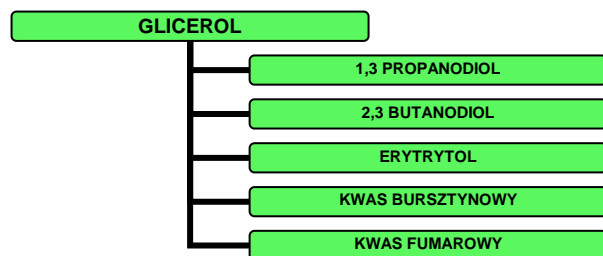 GLICEROL
1,3 PROPANODIOL
2,3 BUTANODIOL
ERYTRYTOL
KWAS BURSZTYNOWY
KWAS FUMAROWY